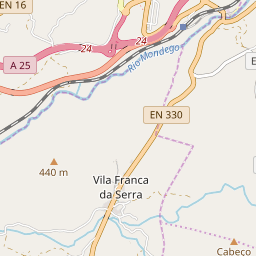 EN 16
24
24
A 25
Rio Mondego
EN 330
440 m
Vila Franca
da Serra
Cabeço